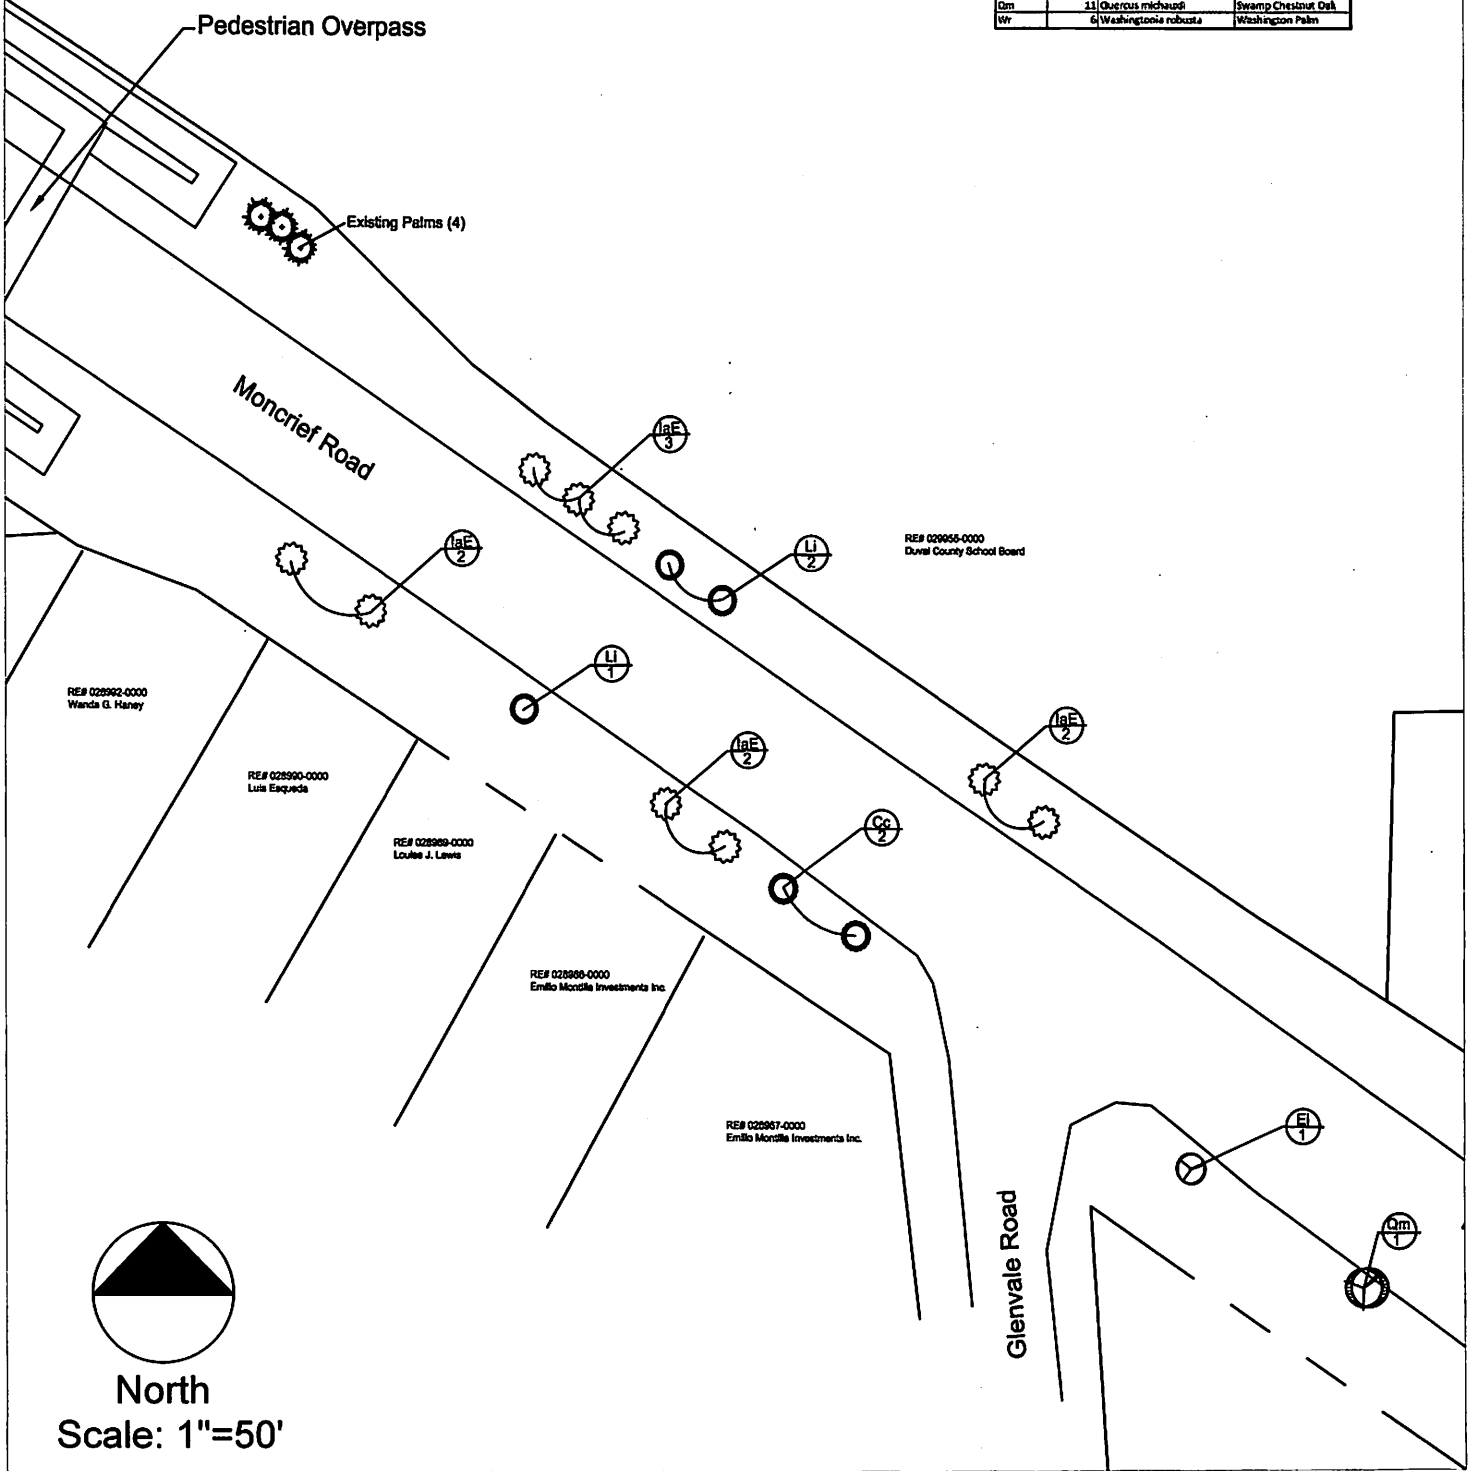 Qm 11 Quercus michauxii Swamp Chestnut Oak
Wr 6 Washingtonia robusta Washington Palm
Pedestrian Overpass
Existing Palms (4)
Moncrief Road
IaE
3
IaE
2
Li
2
RE# 029955-0000
Duval County School Board
Li
1
RE# 028992-0000
Wanda G. Haney
IaE
2
IaE
2
RE# 028990-0000
Luis Esqueda
Cc
2
RE# 028989-0000
Louise J. Lewis
RE# 028988-0000
Emilio Montilla Investments Inc.
RE# 028987-0000
Emilio Montilla Investments Inc.
El
1
Qm
1
Glenvale Road
North
Scale: 1"=50'